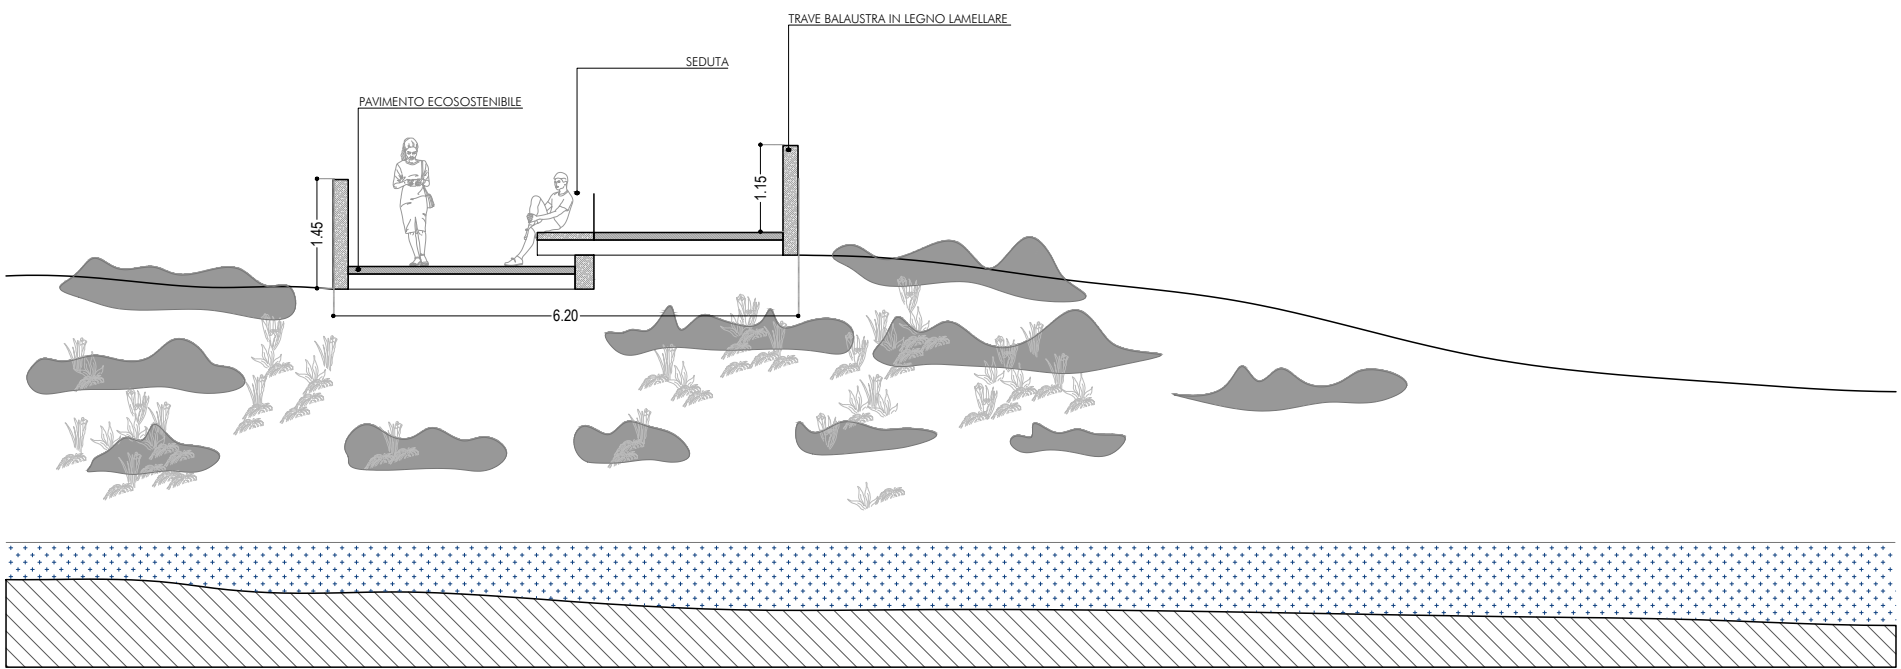 TRAVE BALAUSTRA IN LEGNO LAMELLARE
SEDUTA
PAVIMENTO ECOSOSTENIBILE
1.15
1.45
6.20